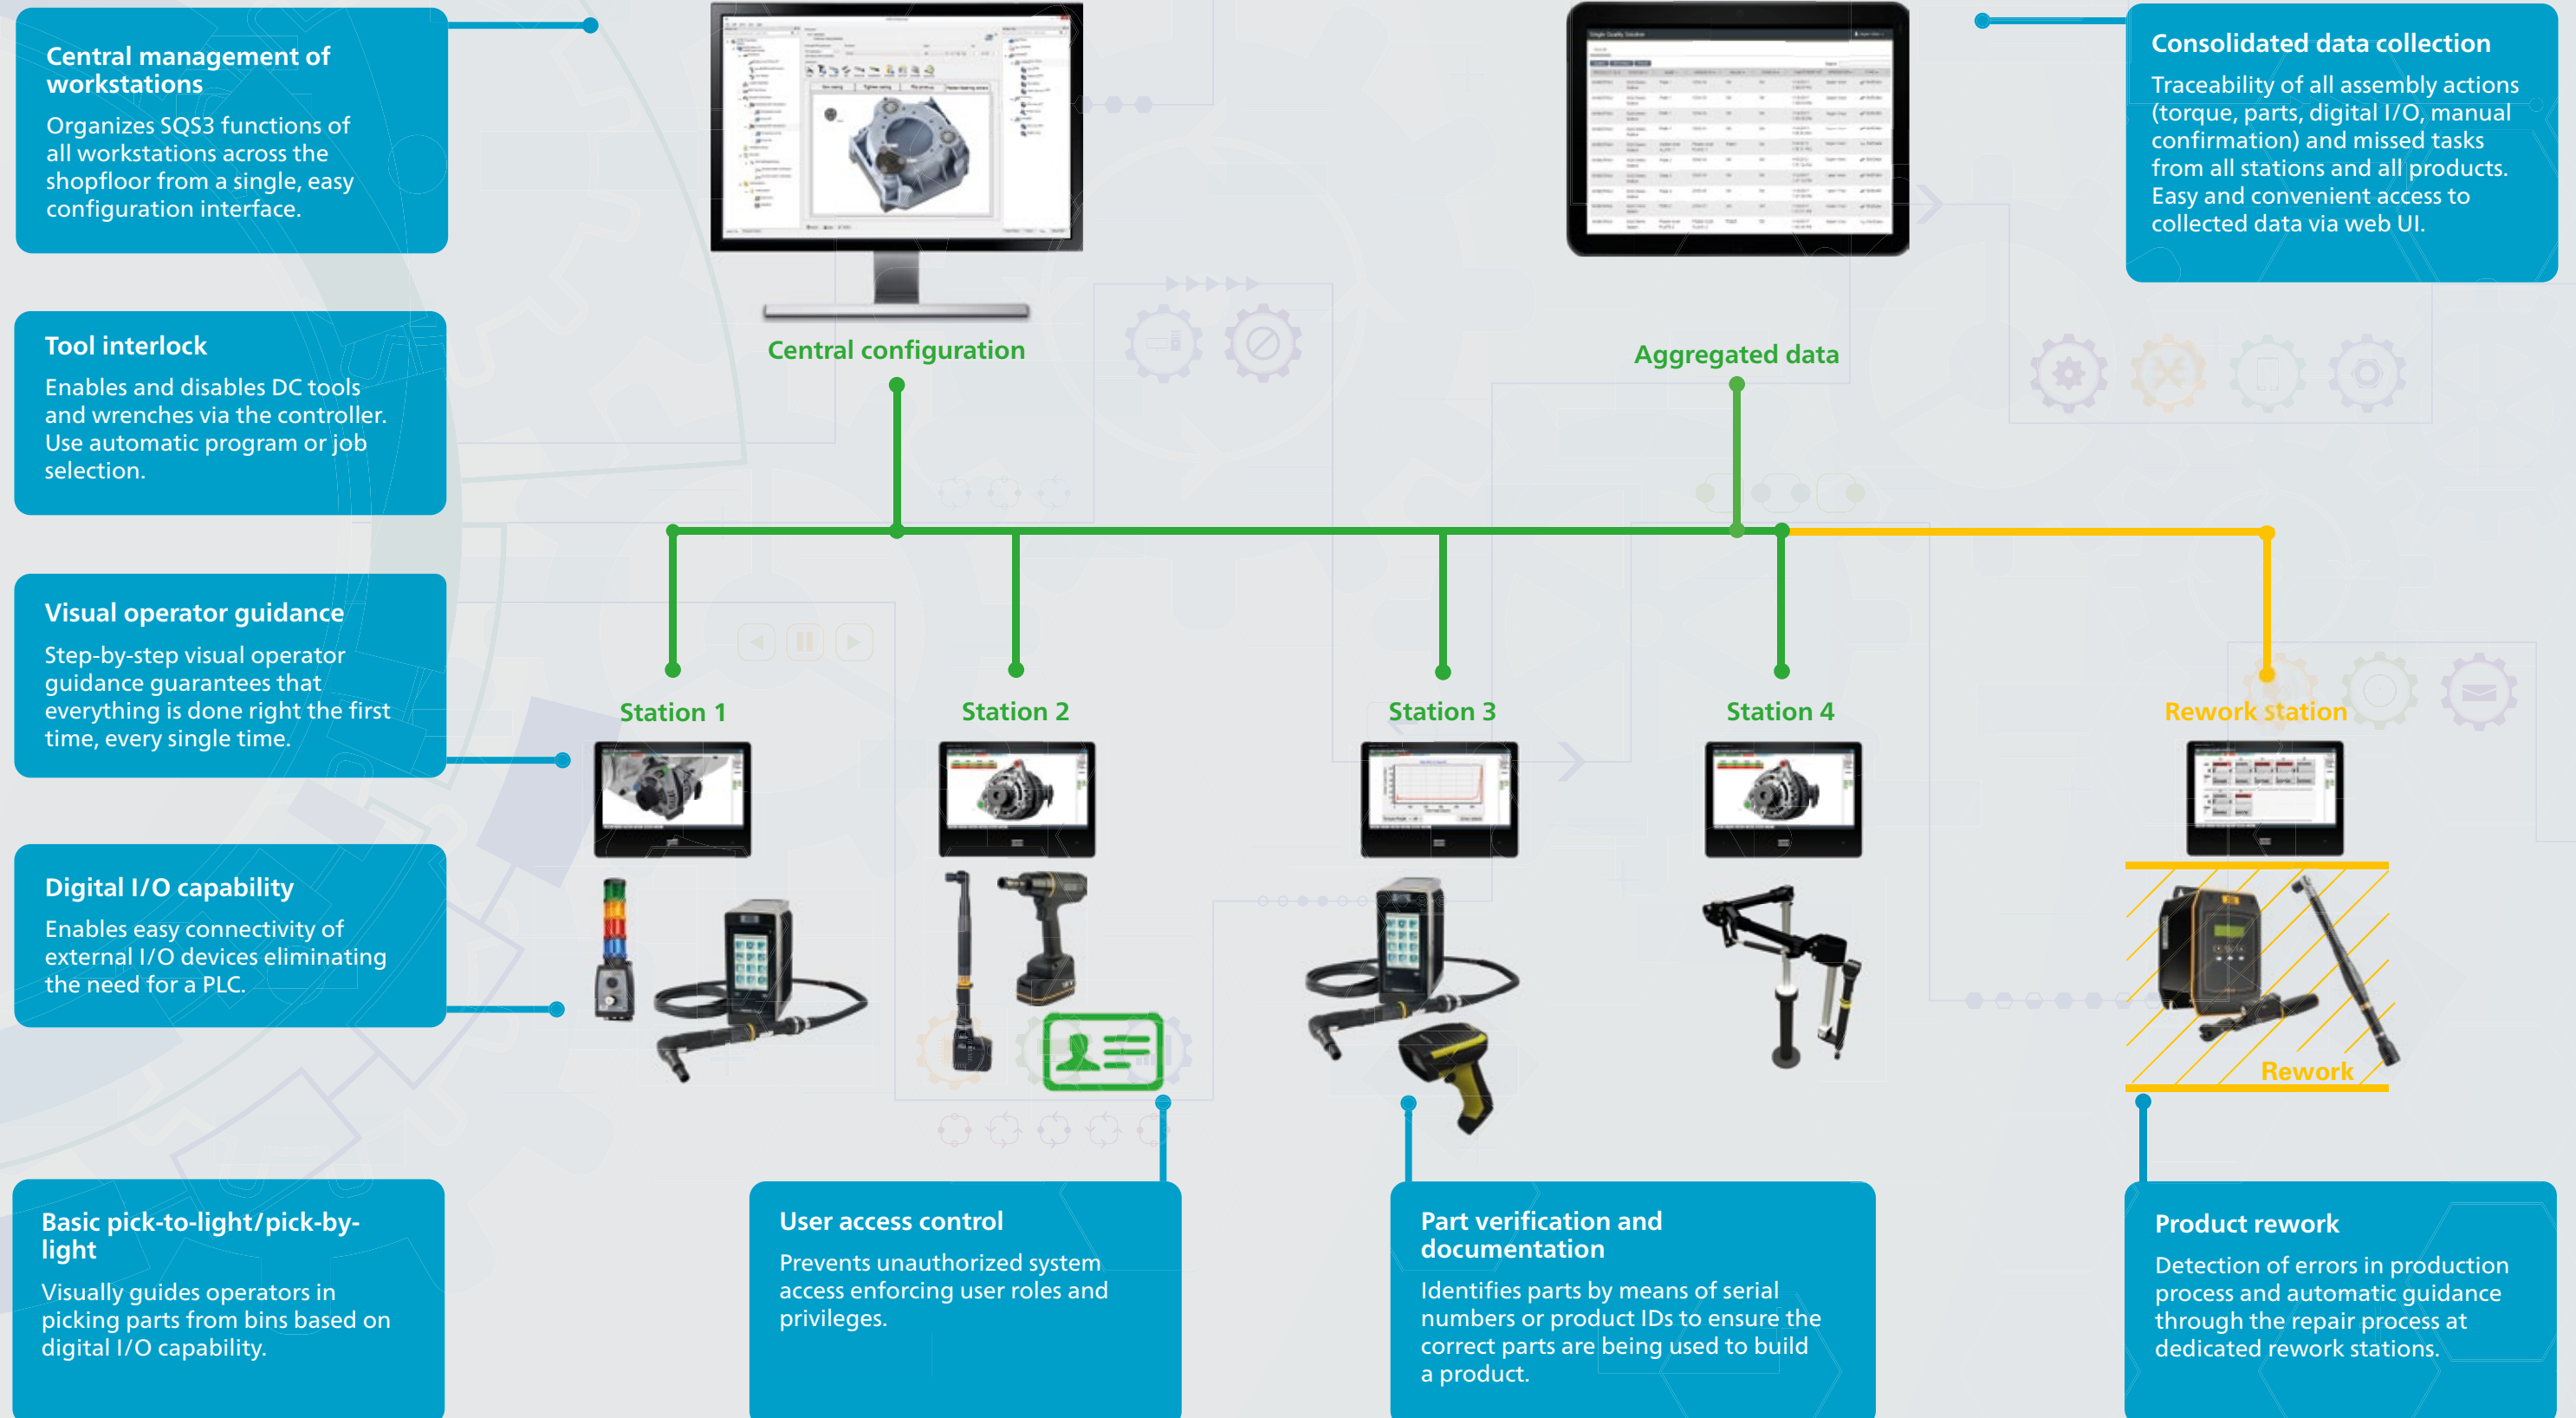 Central management of
workstations
Organizes SQS3 functions of
all workstations across the
shopfloor from a single, easy
configuration interface.
Consolidated data collection
Traceability of all assembly actions
(torque, parts, digital I/O, manual
confirmation) and missed tasks
from all stations and all products.
Easy and convenient access to
collected data via web UI.
Central configuration
Aggregated data
Tool interlock
Enables and disables DC tools
and wrenches via the controller.
Use automatic program or job
selection.
Visual operator guidance
Step-by-step visual operator
guidance guarantees that
everything is done right the first
time, every single time.
Station 1
Station 2
Station 3
Station 4
Rework station
Digital I/O capability
Enables easy connectivity of
external I/O devices eliminating
the need for a PLC.
Rework
Basic pick-to-light/pick-by-
light
Visually guides operators in
picking parts from bins based on
digital I/O capability.
User access control
Prevents unauthorized system
access enforcing user roles and
privileges.
Part verification and
documentation
Identifies parts by means of serial
numbers or product IDs to ensure the
correct parts are being used to build
a product.
Product rework
Detection of errors in production
process and automatic guidance
through the repair process at
dedicated rework stations.